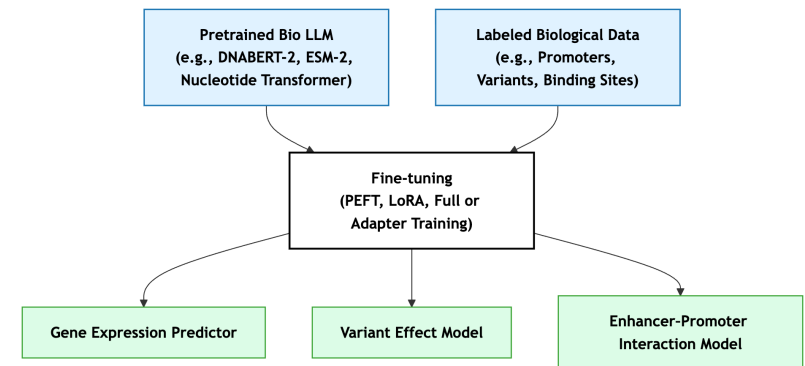 Pretrained Bio LLM
(e.g., DNABERT-2, ESM-2,
Nucleotide Transformer)
Labeled Biological Data
(e.g., Promoters,
Variants, Binding Sites)
Fine-tuning
(PEFT, LoRA, Full or
Adapter Training)
Gene Expression Predictor
Variant Effect Model
Enhancer-Promoter
Interaction Model